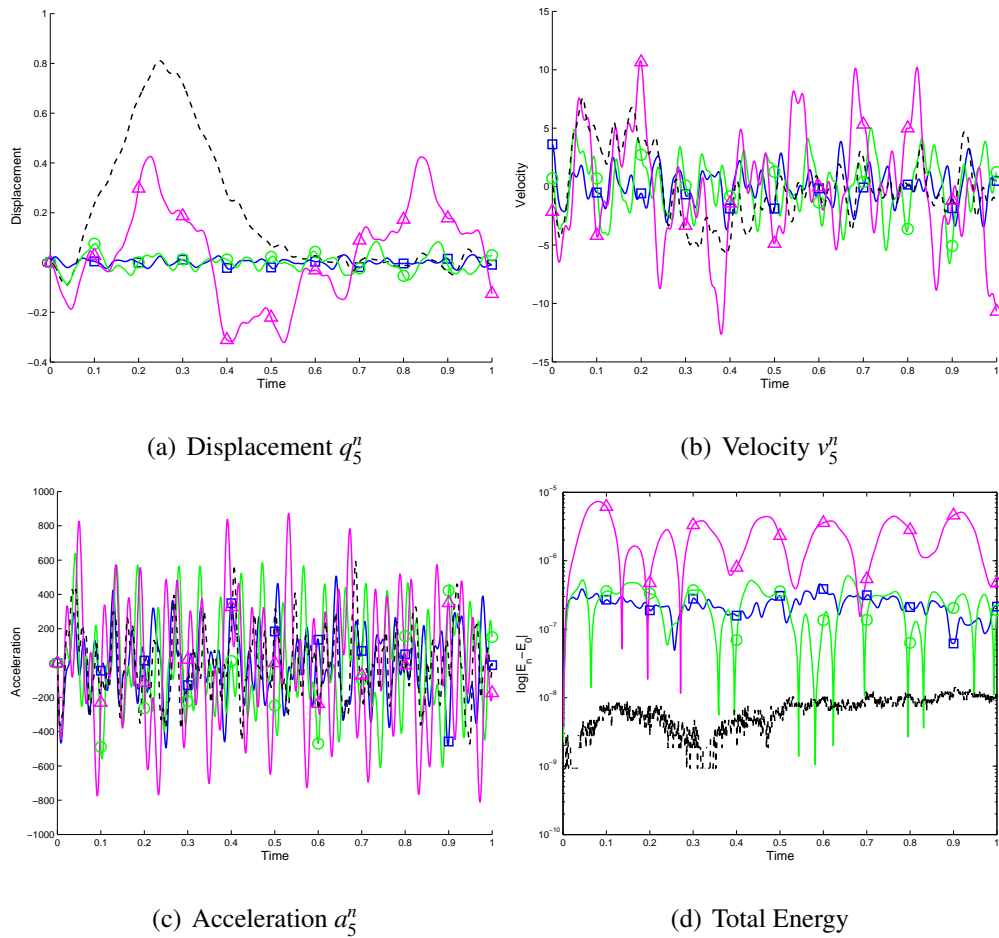 1
0.8
0.6
0.4
0.2
0
−0.2
−0.4
Displacement
0 0.1 0.2 0.3 0.4 0.5 0.6 0.7 0.8 0.9 1
Time
(a) Displacement q₅ⁿ
15
10
5
0
−5
−10
−15
Velocity
0 0.1 0.2 0.3 0.4 0.5 0.6 0.7 0.8 0.9 1
Time
(b) Velocity v₅ⁿ
1000
800
600
400
200
0
−200
−400
−600
−800
−1000
Acceleration
0 0.1 0.2 0.3 0.4 0.5 0.6 0.7 0.8 0.9 1
Time
(c) Acceleration a₅ⁿ
10⁻⁵
10⁻⁶
10⁻⁷
10⁻⁸
10⁻⁹
10⁻¹⁰
log|Eₙ − E₀|
0 0.1 0.2 0.3 0.4 0.5 0.6 0.7 0.8 0.9 1
Time
(d) Total Energy